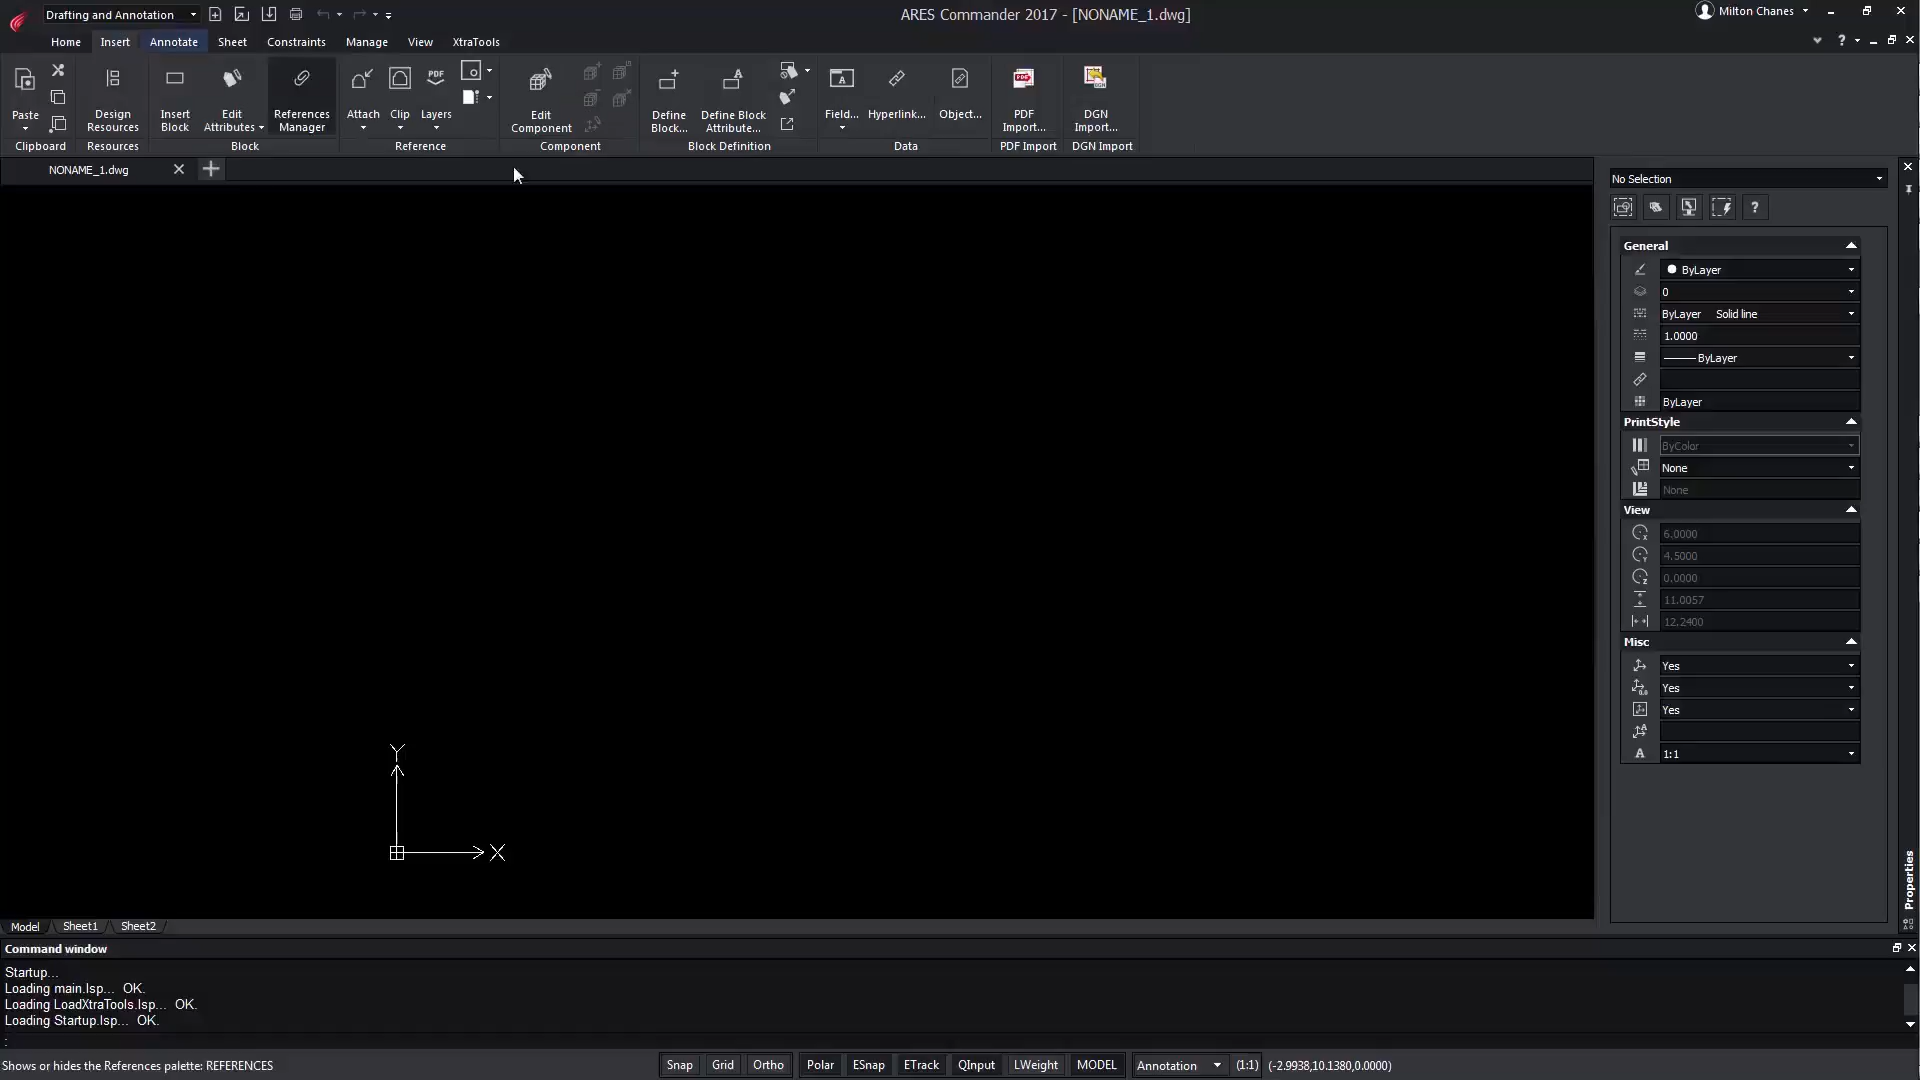 Drafting and Annotation
ARES Commander 2017 - [NONAME_1.dwg]
Milton Chanes
Home Insert Annotate Sheet Constraints Manage View XtraTools
?
Paste
Clipboard
Design Resources
Resources
Insert Block
Edit Attributes
References Manager
Block
Attach
Clip
PDF
Layers
Reference
Edit Component
Component
Define Block...
Define Block Attribute...
Block Definition
Field...
Hyperlink...
Object...
Data
PDF Import...
PDF Import
DGN Import...
DGN Import
NONAME_1.dwg
No Selection
?
General
ByLayer
0
ByLayer Solid line
1.0000
ByLayer
ByLayer
PrintStyle
ByColor
None
None
View
6.0000
4.5000
0.0000
11.0057
12.2400
Misc
Yes
Yes
Yes
1:1
Properties
Y
X
Model Sheet1 Sheet2
Command window
Startup...
Loading main.lsp... OK.
Loading LoadXtraTools.lsp... OK.
Loading Startup.lsp... OK.
:
Shows or hides the References palette: REFERENCES
Snap Grid Ortho Polar ESnap ETrack QInput LWeight MODEL Annotation (1:1) (-2.9938,10.1380,0.0000)